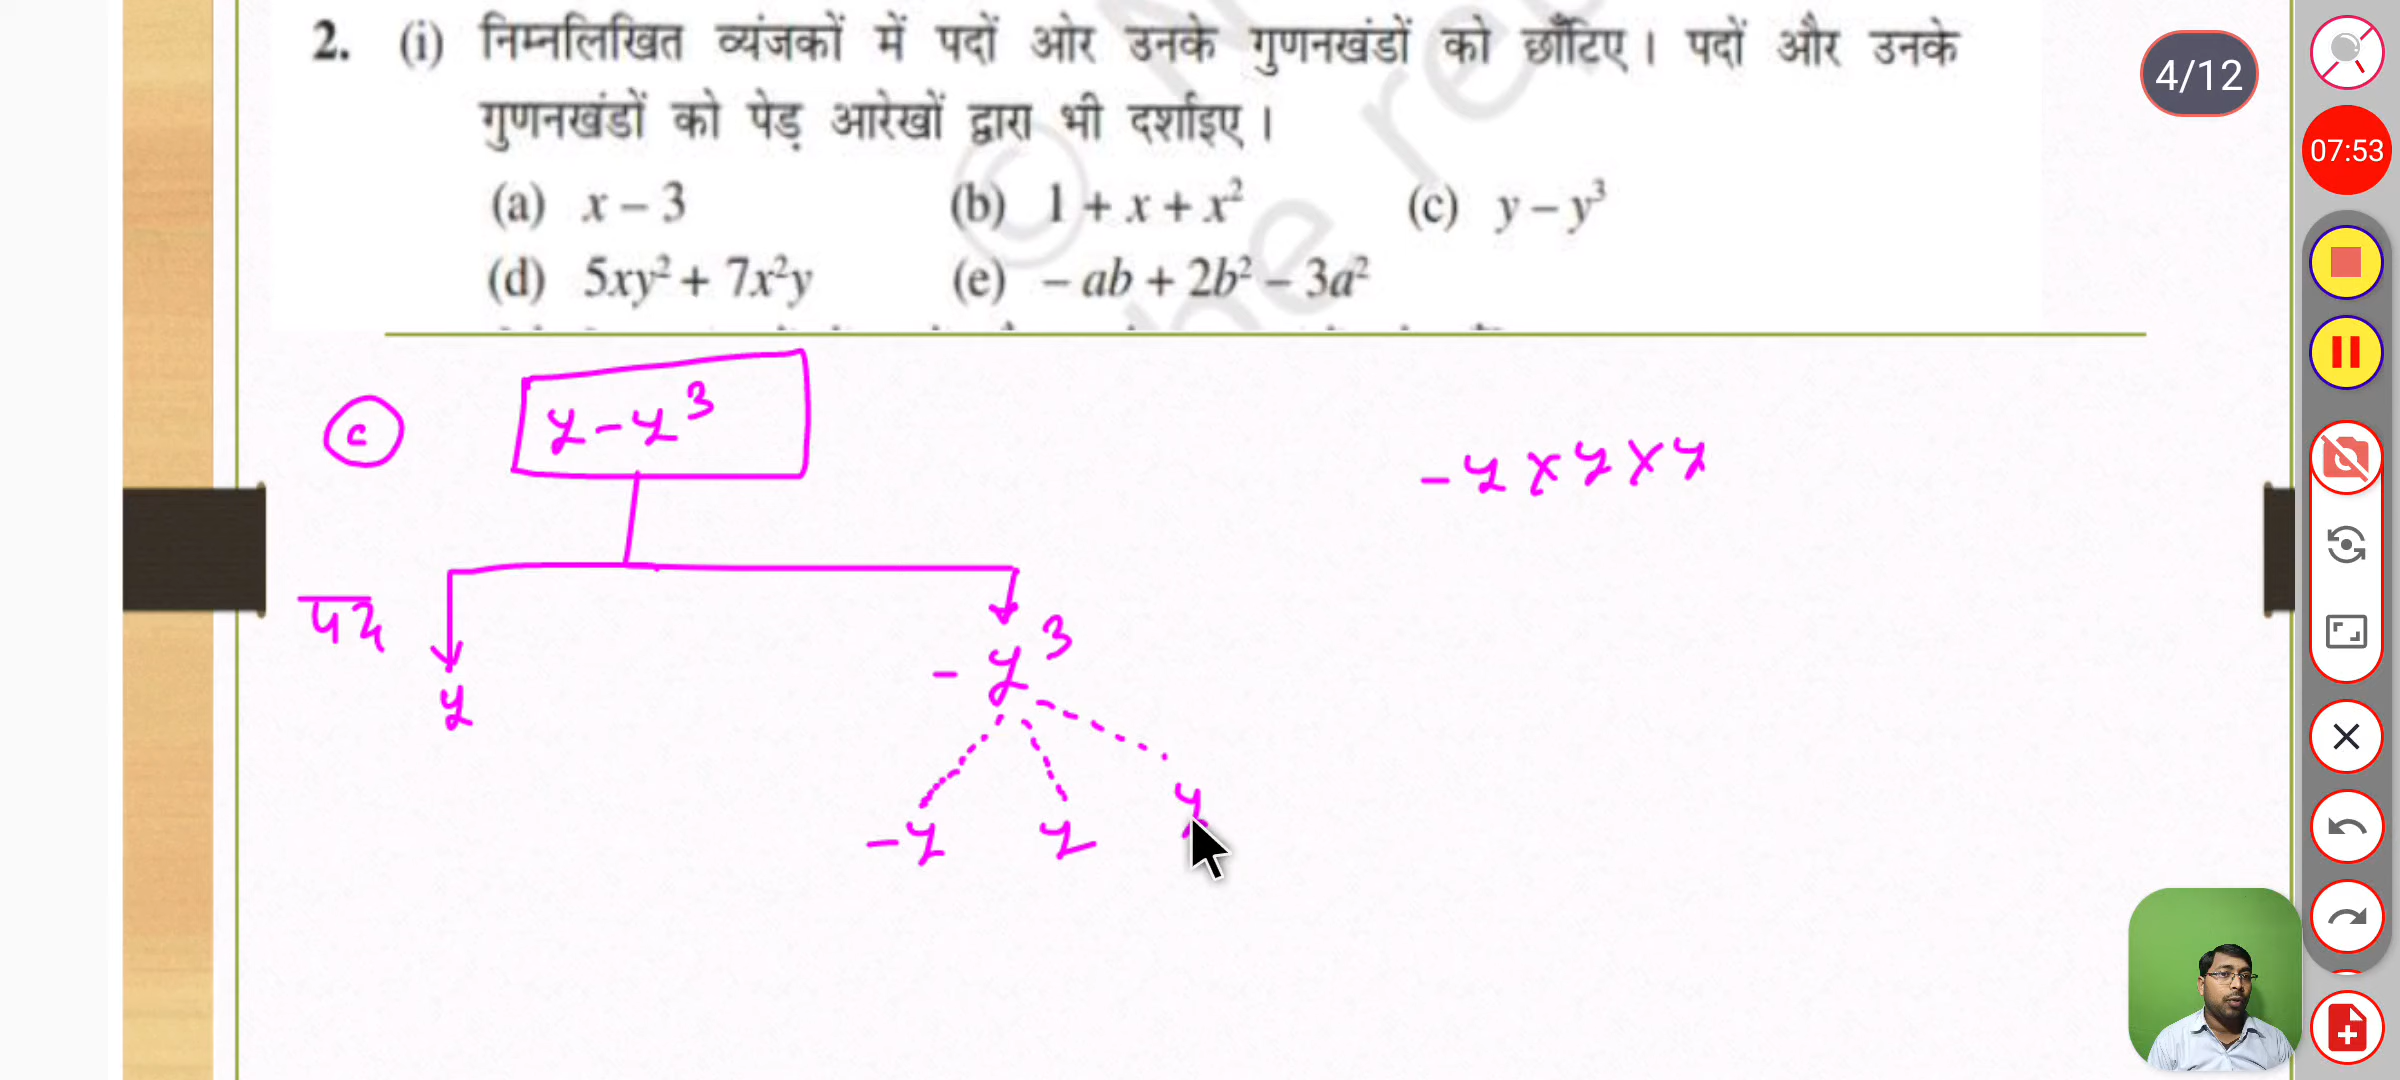 2. (i) निम्नलिखित व्यंजकों में पदों ओर उनके गुणनखंडों को छाँटिए। पदों और उनके
गुणनखंडों को पेड़ आरेखों द्वारा भी दर्शाइए।
(a) x – 3 (b) 1 + x + x² (c) y – y³
(d) 5xy² + 7x²y (e) – ab + 2b² – 3a²
4/12
07:53
c y - y³
- y × y × y
पद
y - y³
- y y y